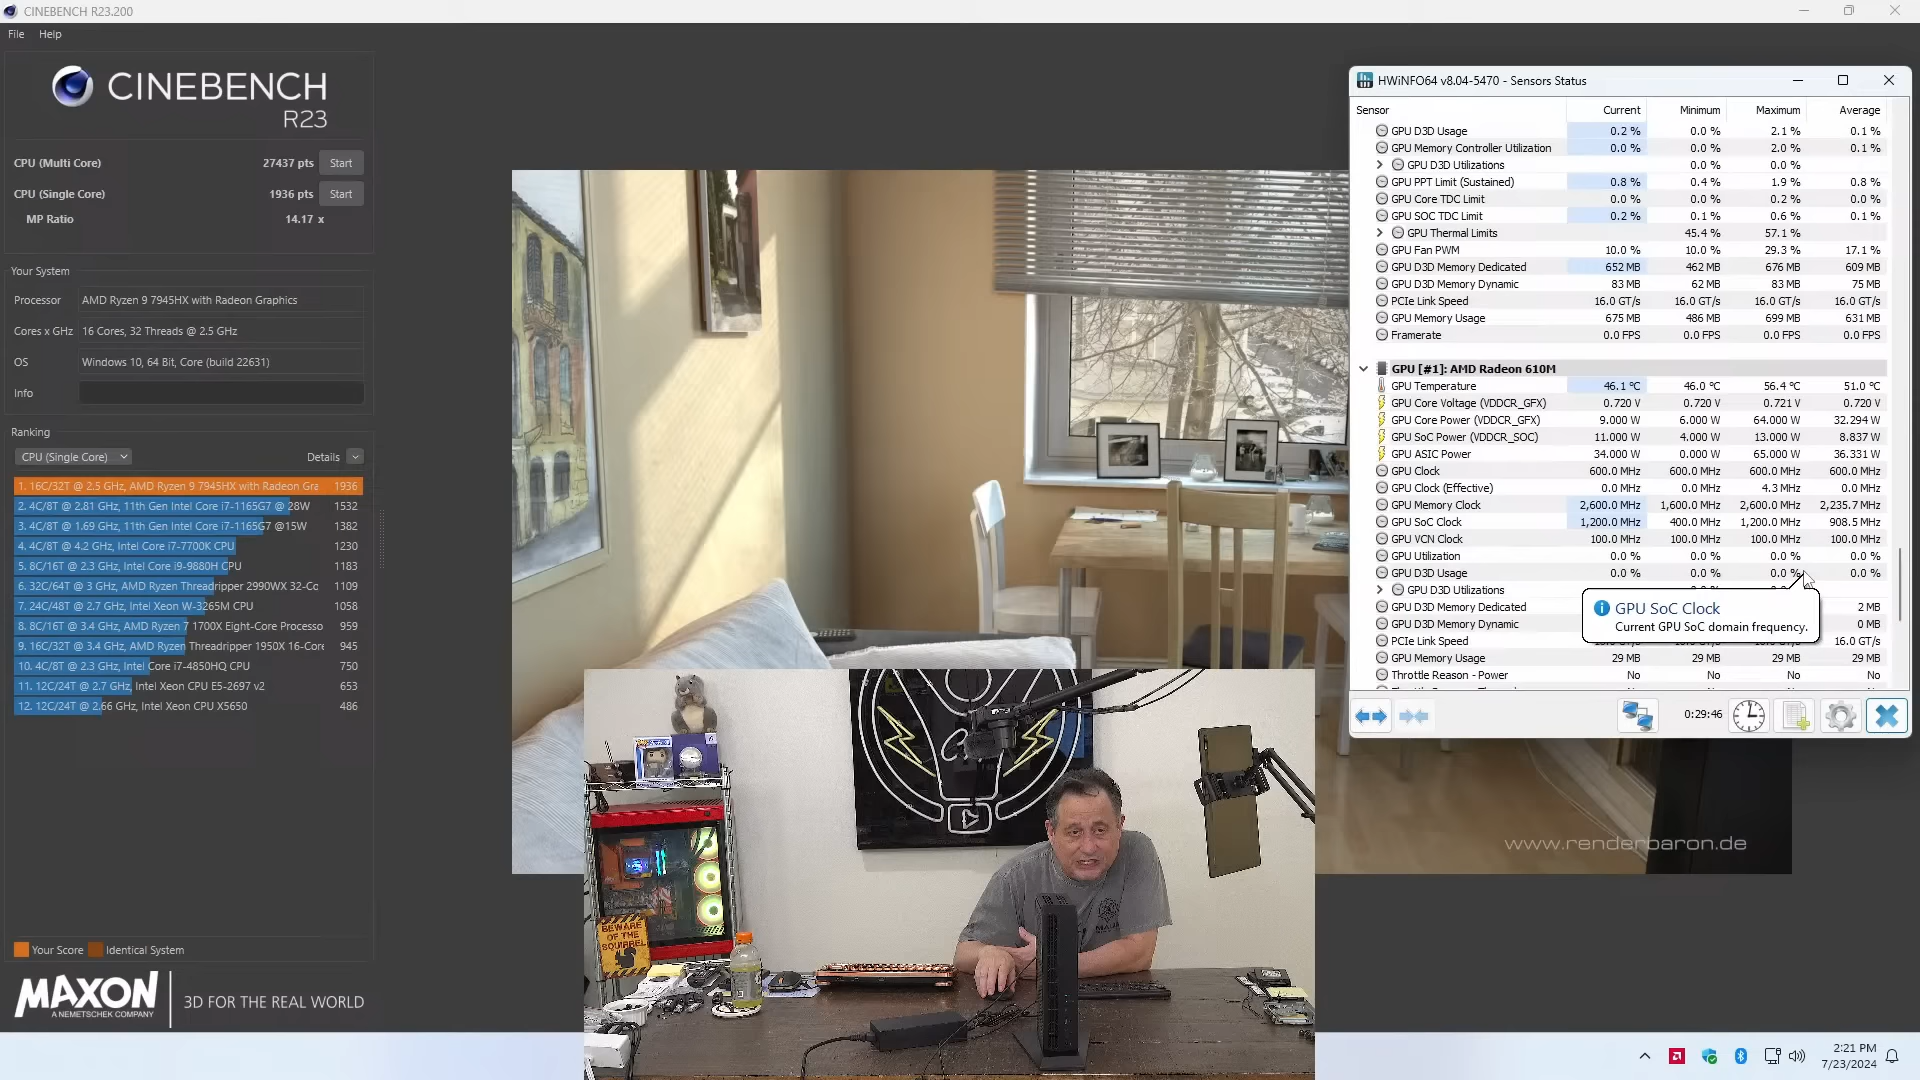 CINEBENCH R23.200
File Help
CINEBENCH
R23
CPU (Multi Core) 27437 pts Start
CPU (Single Core) 1936 pts Start
MP Ratio 14.17 x
Your System
Processor AMD Ryzen 9 7945HX with Radeon Graphics
Cores x GHz 16 Cores, 32 Threads @ 2.5 GHz
OS Windows 10, 64 Bit, Core (build 22631)
Info
Ranking
CPU (Single Core) Details
1. 16C/32T @ 2.5 GHz, AMD Ryzen 9 7945HX with Radeon Gra 1936
2. 4C/8T @ 2.81 GHz, 11th Gen Intel Core i7-1165G7 @ 28W 1532
3. 4C/8T @ 1.69 GHz, 11th Gen Intel Core i7-1165G7 @15W 1382
4. 4C/8T @ 4.2 GHz, Intel Core i7-7700K CPU 1230
5. 8C/16T @ 2.3 GHz, Intel Core i9-9880H CPU 1183
6. 32C/64T @ 3 GHz, AMD Ryzen Threadripper 2990WX 32-Co 1109
7. 24C/48T @ 2.7 GHz, Intel Xeon W-3265M CPU 1058
8. 8C/16T @ 3.4 GHz, AMD Ryzen 7 1700X Eight-Core Processo 959
9. 16C/32T @ 3.4 GHz, AMD Ryzen Threadripper 1950X 16-Core 945
10. 4C/8T @ 2.3 GHz, Intel Core i7-4850HQ CPU 750
11. 12C/24T @ 2.7 GHz, Intel Xeon CPU E5-2697 v2 653
12. 12C/24T @ 2.66 GHz, Intel Xeon CPU X5650 486
Your Score Identical System
MAXON
A NEMETSCHEK COMPANY
3D FOR THE REAL WORLD
HWiNFO64 v8.04-5470 - Sensors Status
Sensor Current Minimum Maximum Average
GPU D3D Usage 0.2 % 0.0 % 2.1 % 0.1 %
GPU Memory Controller Utilization 0.0 % 0.0 % 2.0 % 0.1 %
GPU D3D Utilizations 0.0 % 0.0 %
GPU PPT Limit (Sustained) 0.8 % 0.4 % 1.9 % 0.8 %
GPU Core TDC Limit 0.0 % 0.0 % 0.2 % 0.0 %
GPU SOC TDC Limit 0.2 % 0.1 % 0.6 % 0.1 %
GPU Thermal Limits 45.4 % 57.1 %
GPU Fan PWM 10.0 % 10.0 % 29.3 % 17.1 %
GPU D3D Memory Dedicated 652 MB 462 MB 676 MB 609 MB
GPU D3D Memory Dynamic 83 MB 62 MB 83 MB 75 MB
PCIe Link Speed 16.0 GT/s 16.0 GT/s 16.0 GT/s 16.0 GT/s
GPU Memory Usage 675 MB 486 MB 699 MB 631 MB
Framerate 0.0 FPS 0.0 FPS 0.0 FPS 0.0 FPS
GPU [#1]: AMD Radeon 610M
GPU Temperature 46.1 °C 46.0 °C 56.4 °C 51.0 °C
GPU Core Voltage (VDDCR_GFX) 0.720 V 0.720 V 0.721 V 0.720 V
GPU Core Power (VDDCR_GFX) 9.000 W 6.000 W 64.000 W 32.294 W
GPU SoC Power (VDDCR_SOC) 11.000 W 4.000 W 13.000 W 8.837 W
GPU ASIC Power 34.000 W 0.000 W 65.000 W 36.331 W
GPU Clock 600.0 MHz 600.0 MHz 600.0 MHz 600.0 MHz
GPU Clock (Effective) 0.0 MHz 0.0 MHz 4.3 MHz 0.0 MHz
GPU Memory Clock 2,600.0 MHz 1,600.0 MHz 2,600.0 MHz 2,235.7 MHz
GPU SoC Clock 1,200.0 MHz 400.0 MHz 1,200.0 MHz 908.5 MHz
GPU VCN Clock 100.0 MHz 100.0 MHz 100.0 MHz 100.0 MHz
GPU Utilization 0.0 % 0.0 % 0.0 % 0.0 %
GPU D3D Usage 0.0 % 0.0 % 0.0 % 0.0 %
GPU D3D Utilizations
GPU D3D Memory Dedicated 2 MB
GPU D3D Memory Dynamic 0 MB
PCIe Link Speed 16.0 GT/s
GPU Memory Usage 29 MB 29 MB 29 MB 29 MB
Throttle Reason - Power No No No No
GPU SoC Clock
Current GPU SoC domain frequency.
0:29:46
www.renderbaron.de
BEWARE
OF THE
SQUIRREL
2:21 PM
7/23/2024